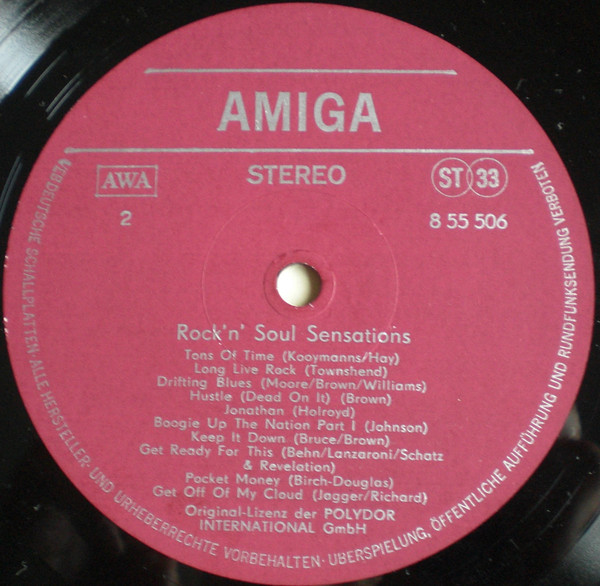 AMIGA
AWA
STEREO
ST 33
2
8 55 506
Rock'n' Soul Sensations
Tons Of Time (Kooymanns/Hay)
Long Live Rock (Townshend)
Drifting Blues (Moore/Brown/Williams)
Hustle (Dead On It) (Brown)
Jonathan (Holroyd)
Boogie Up The Nation Part I (Johnson)
Keep It Down (Bruce/Brown)
Get Ready For This (Behn/Lanzaroni/Schatz
& Revelation)
Pocket Money (Birch-Douglas)
Get Off Of My Cloud (Jagger/Richard)
Original-Lizenz der POLYDOR
INTERNATIONAL GmbH
VEB DEUTSCHE SCHALLPLATTEN · ALLE HERSTELLER- UND URHEBERRECHTE VORBEHALTEN · ÜBERSPIELUNG, ÖFFENTLICHE AUFFÜHRUNG UND RUNDFUNKSENDUNG VERBOTEN